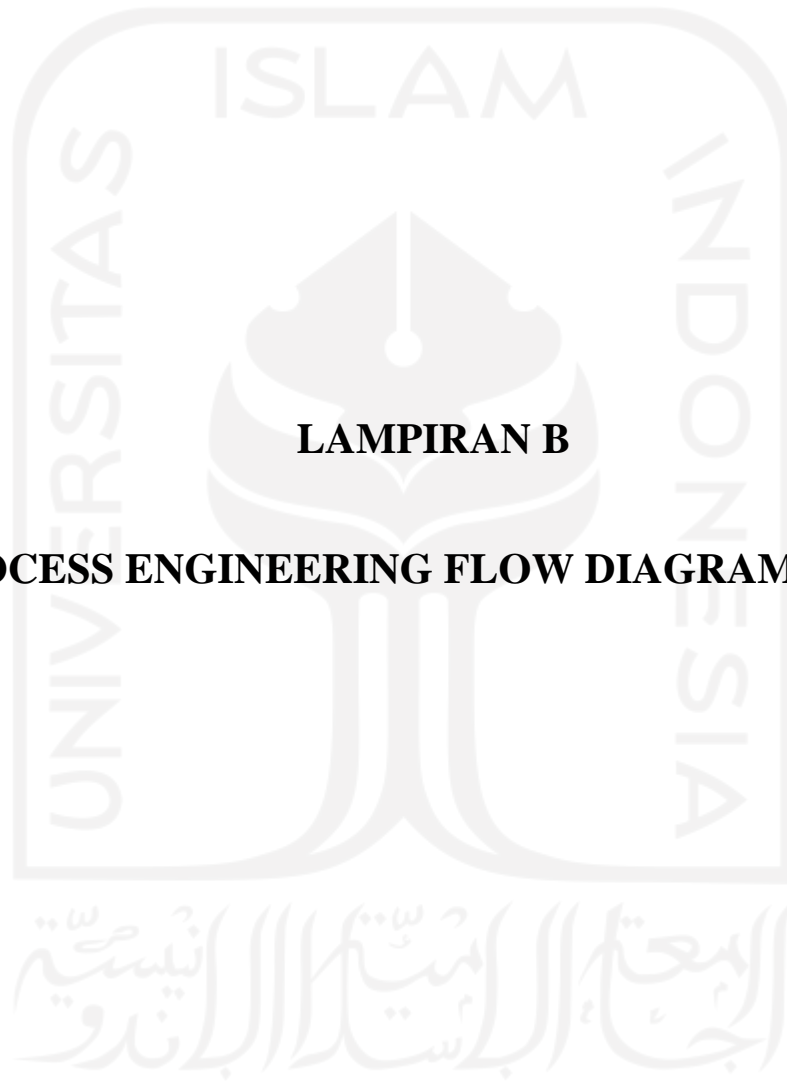 ISLAM
UNIVERSITAS
INDONESIA
LAMPIRAN B
OCESS ENGINEERING FLOW DIAGRAM